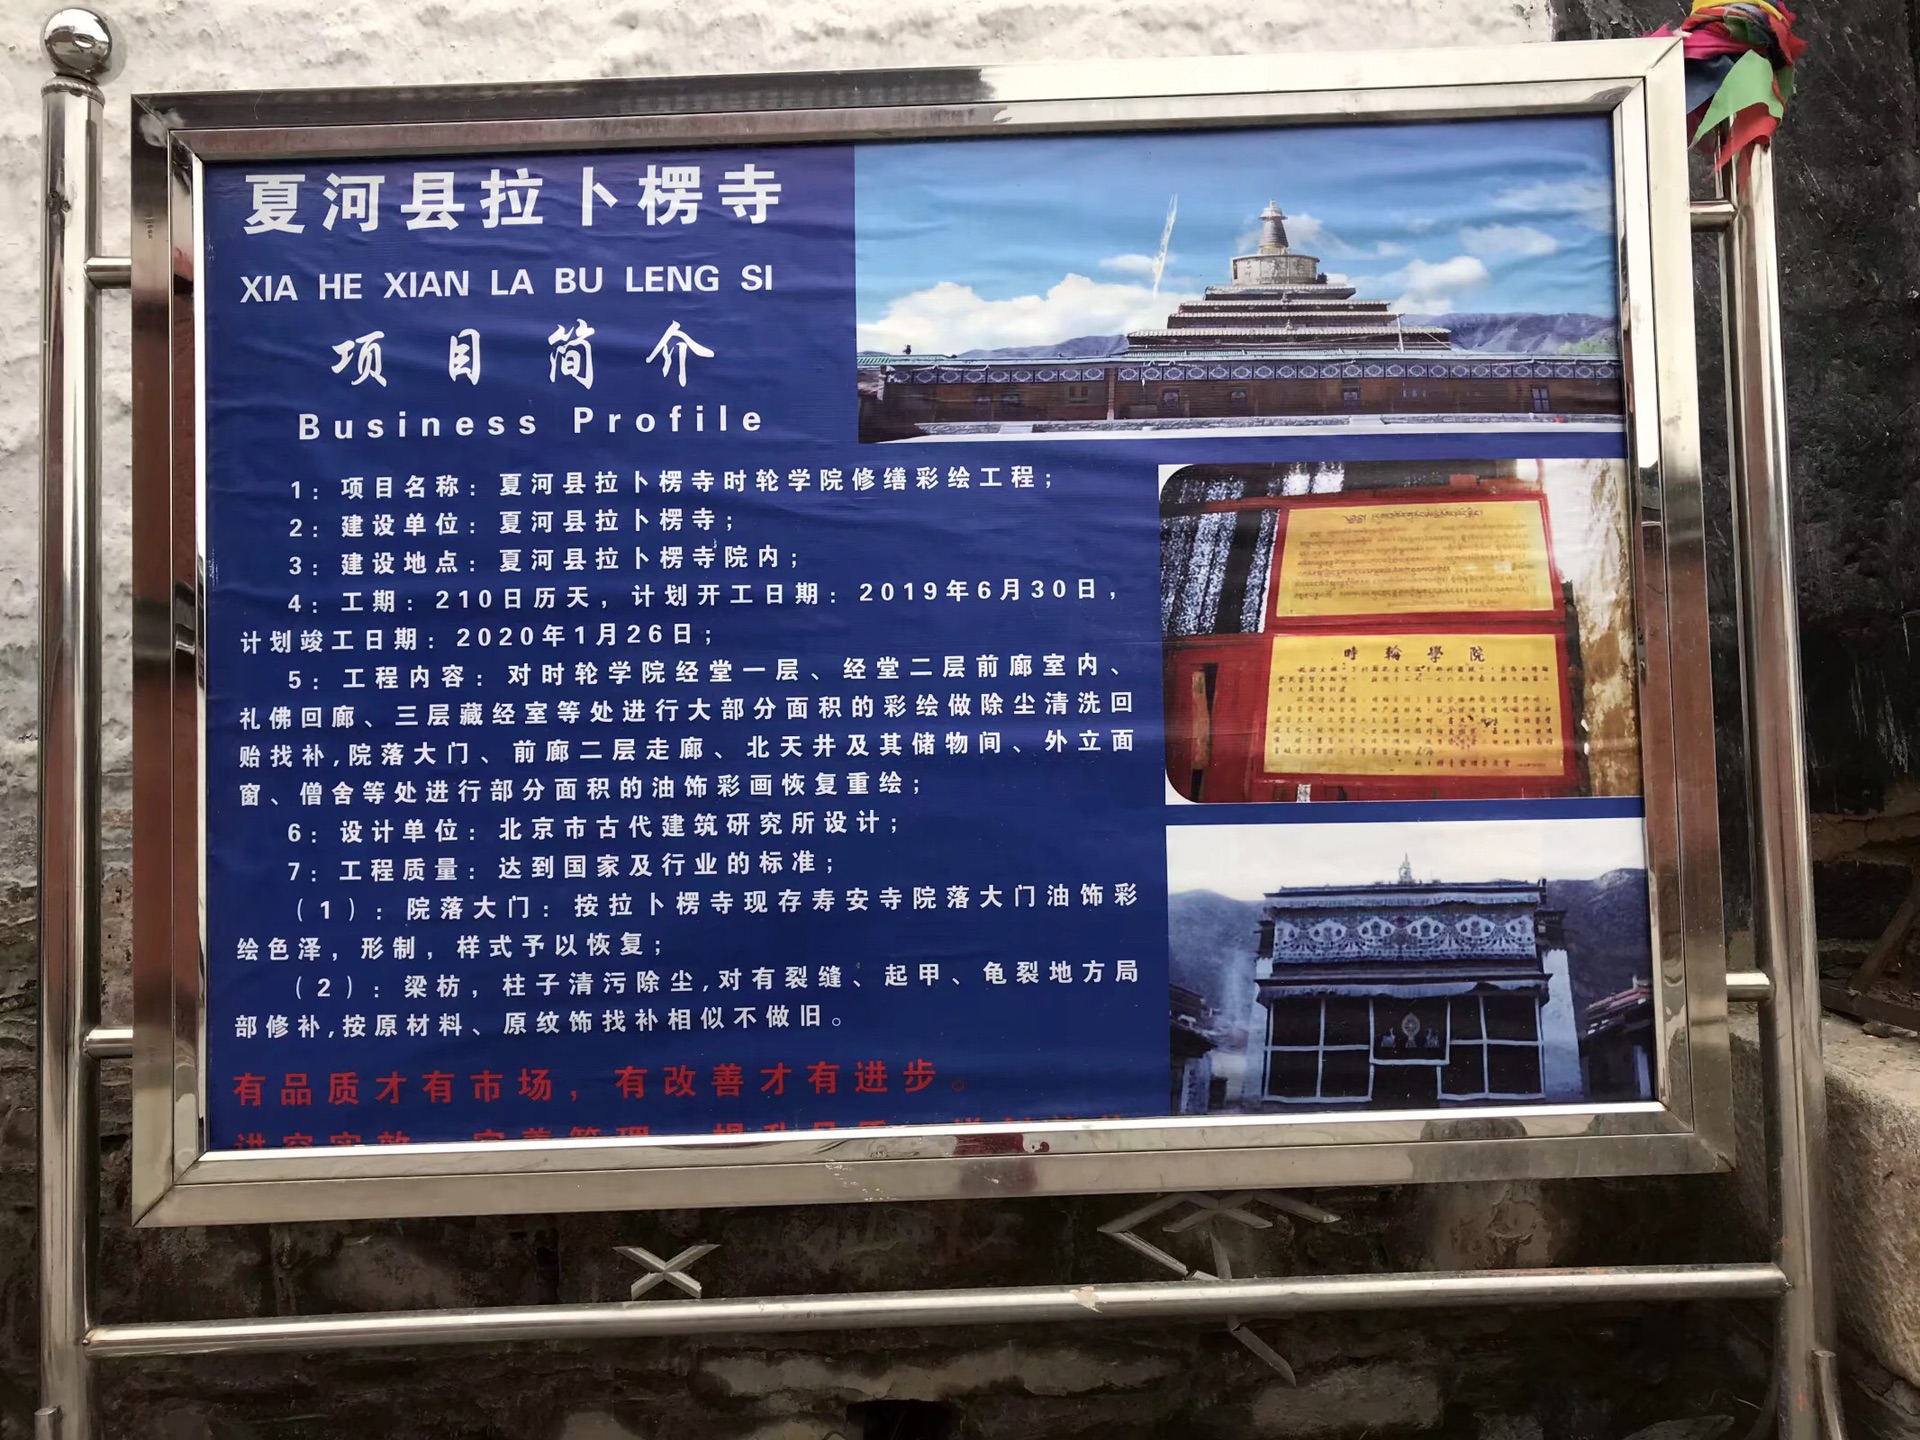 夏河县拉卜楞寺
XIA HE XIAN LA BU LENG SI
项目简介
Business Profile
1：项目名称：夏河县拉卜楞寺时轮学院修缮彩绘工程；
2：建设单位：夏河县拉卜楞寺；
3：建设地点：夏河县拉卜楞寺院内；
4：工期：210日历天，计划开工日期：2019年6月30日，
计划竣工日期：2020年1月26日；
5：工程内容：对时轮学院经堂一层、经堂二层前廊室内、
礼佛回廊、三层藏经室等处进行大部分面积的彩绘做除尘清洗回
贻找补,院落大门、前廊二层走廊、北天井及其储物间、外立面
窗、僧舍等处进行部分面积的油饰彩画恢复重绘；
6：设计单位：北京市古代建筑研究所设计；
7：工程质量：达到国家及行业的标准；
（1）：院落大门：按拉卜楞寺现存寿安寺院落大门油饰彩
绘色泽，形制，样式予以恢复；
（2）：梁枋，柱子清污除尘,对有裂缝、起甲、龟裂地方局
部修补,按原材料、原纹饰找补相似不做旧。
有品质才有市场，有改善才有进步。
時輪學院